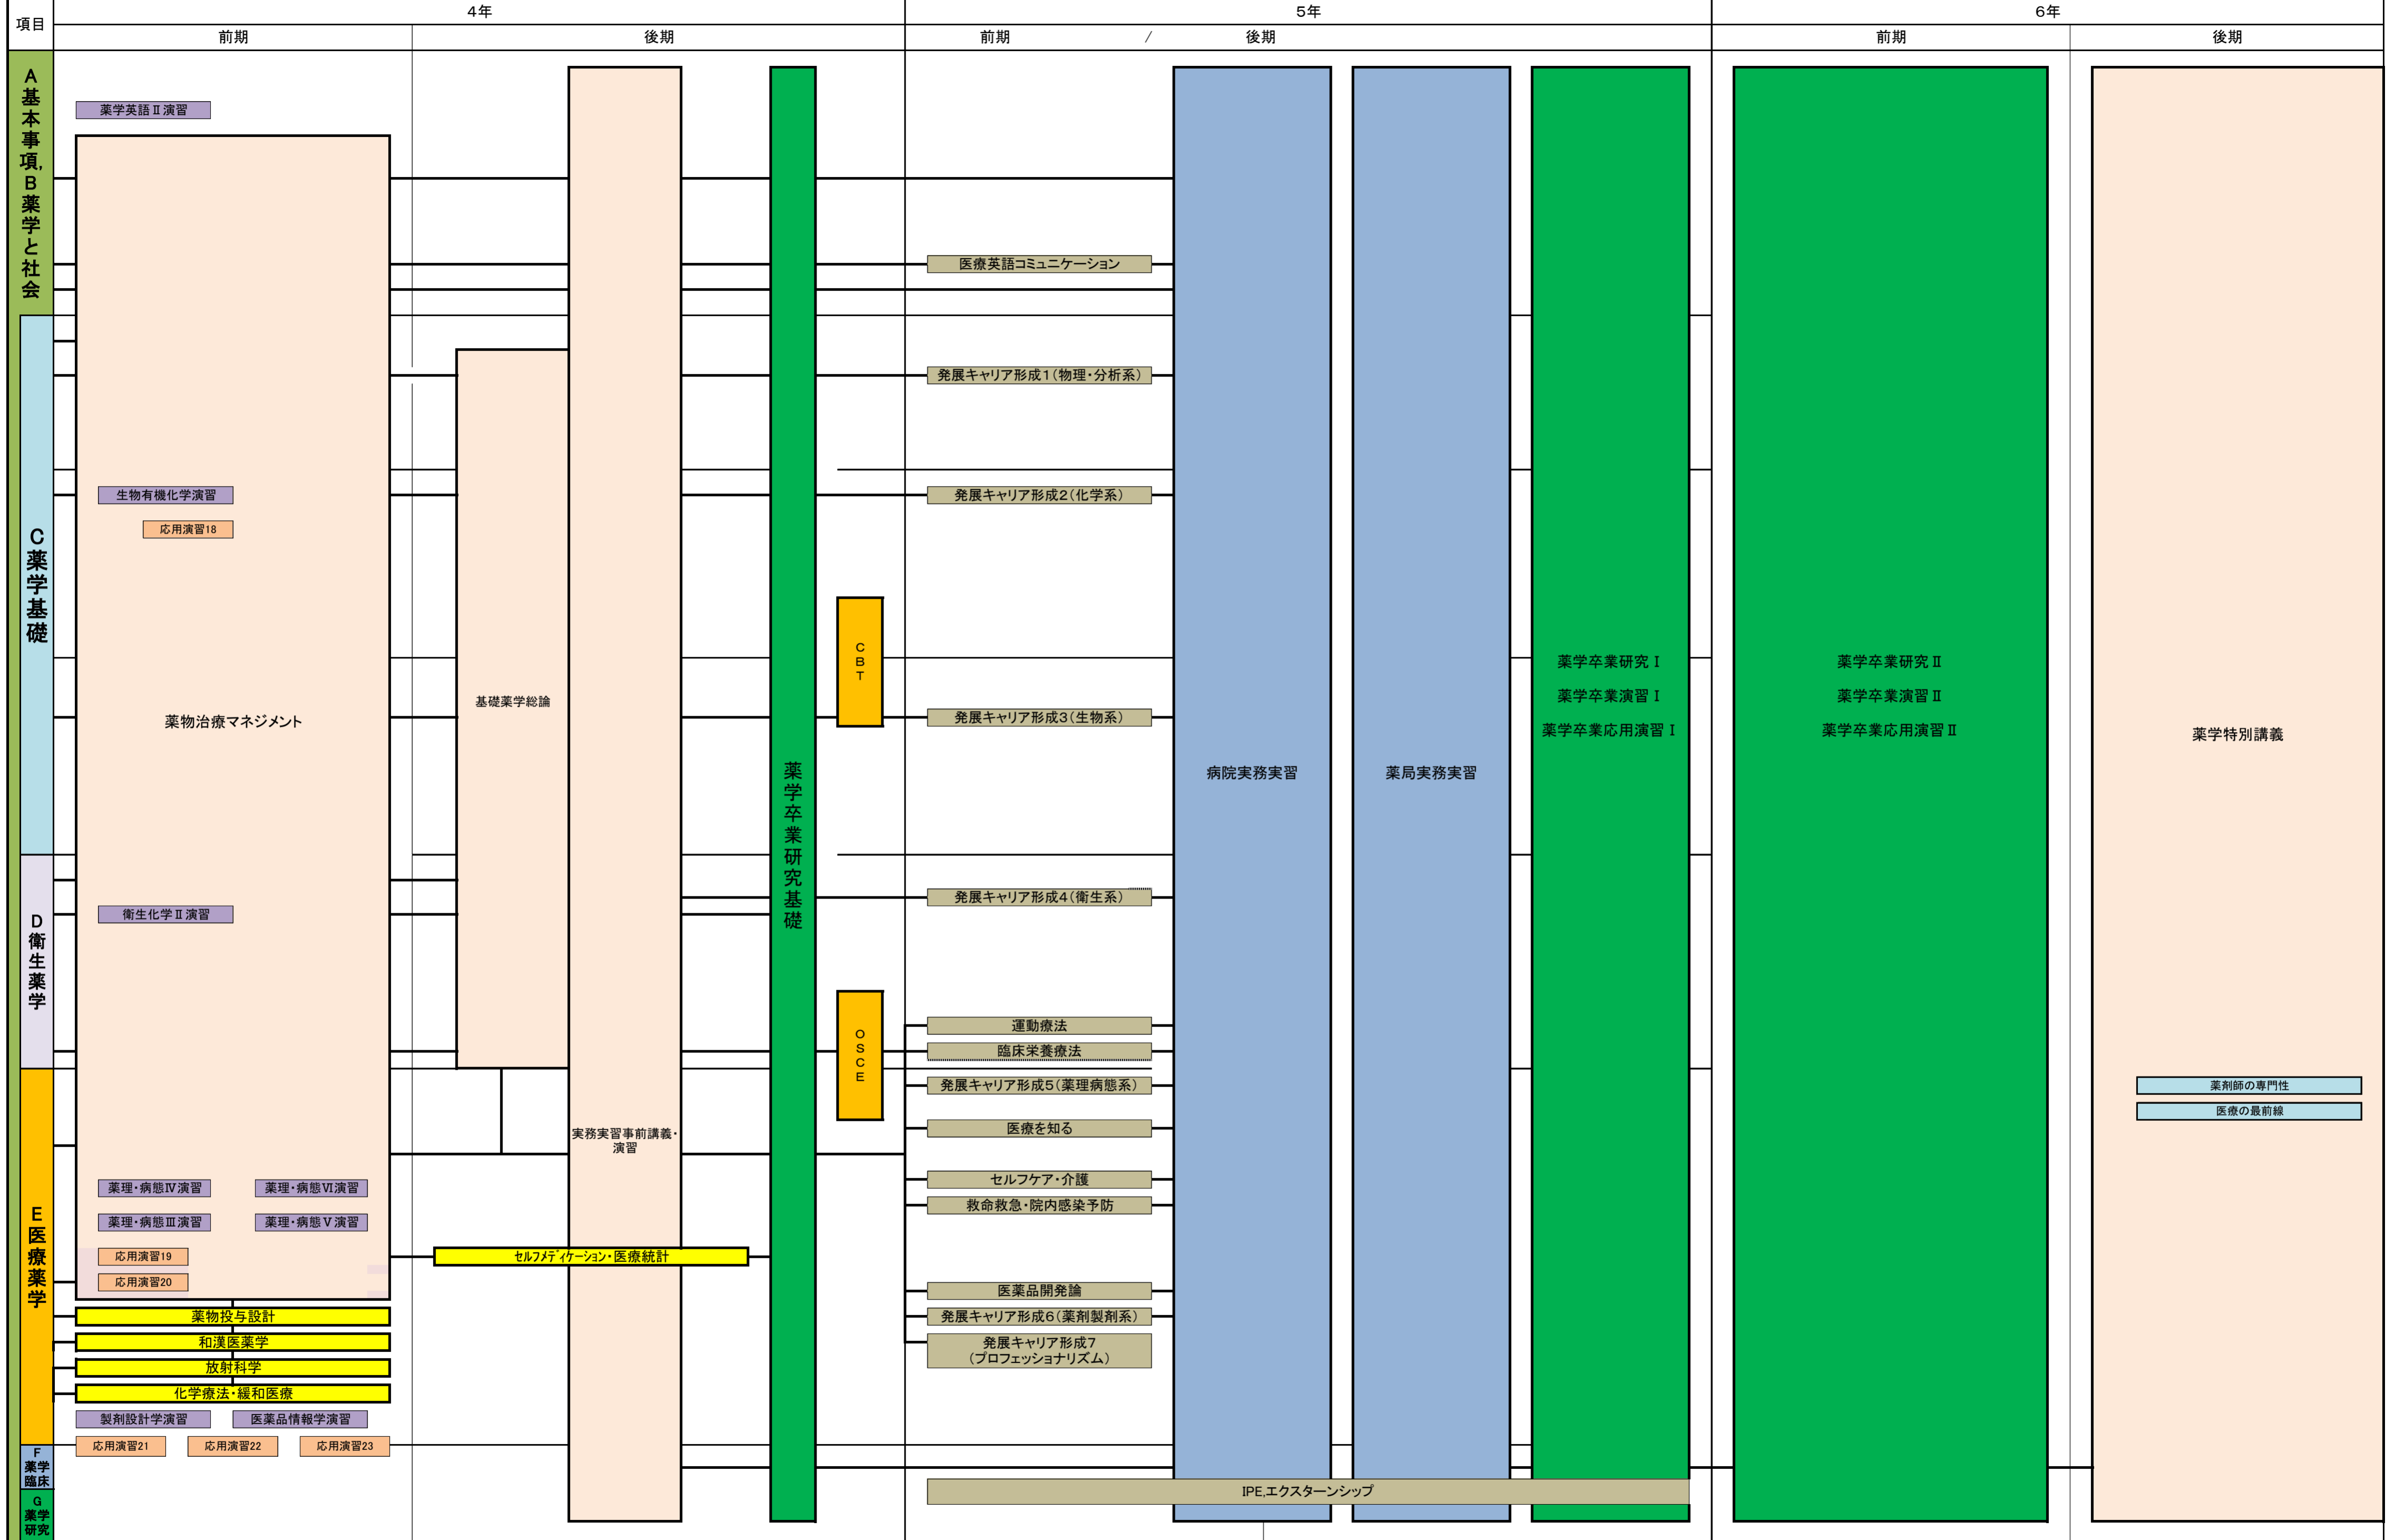 項目
4年
5年
6年
前期
後期
前期 / 後期
前期
後期
A基本事項,B薬学と社会
C薬学基礎
D衛生薬学
E医療薬学
F
薬学
臨床
G
薬学
研究
薬学英語Ⅱ演習
生物有機化学演習
応用演習18
薬物治療マネジメント
衛生化学Ⅱ演習
薬理・病態Ⅳ演習
薬理・病態Ⅵ演習
薬理・病態Ⅲ演習
薬理・病態Ⅴ演習
応用演習19
応用演習20
薬物投与設計
和漢医薬学
放射科学
化学療法・緩和医療
製剤設計学演習
医薬品情報学演習
応用演習21
応用演習22
応用演習23
基礎薬学総論
実務実習事前講義・
演習
セルフメディケーション・医療統計
薬学卒業研究基礎
CBT
OSCE
医療英語コミュニケーション
発展キャリア形成1(物理・分析系)
発展キャリア形成2(化学系)
発展キャリア形成3(生物系)
発展キャリア形成4(衛生系)
運動療法
臨床栄養療法
発展キャリア形成5(薬理病態系)
医療を知る
セルフケア・介護
救命救急・院内感染予防
医薬品開発論
発展キャリア形成6(薬剤製剤系)
発展キャリア形成7
(プロフェッショナリズム)
IPE,エクスターンシップ
病院実務実習
薬局実務実習
薬学卒業研究Ⅰ
薬学卒業演習Ⅰ
薬学卒業応用演習Ⅰ
薬学卒業研究Ⅱ
薬学卒業演習Ⅱ
薬学卒業応用演習Ⅱ
薬学特別講義
薬剤師の専門性
医療の最前線